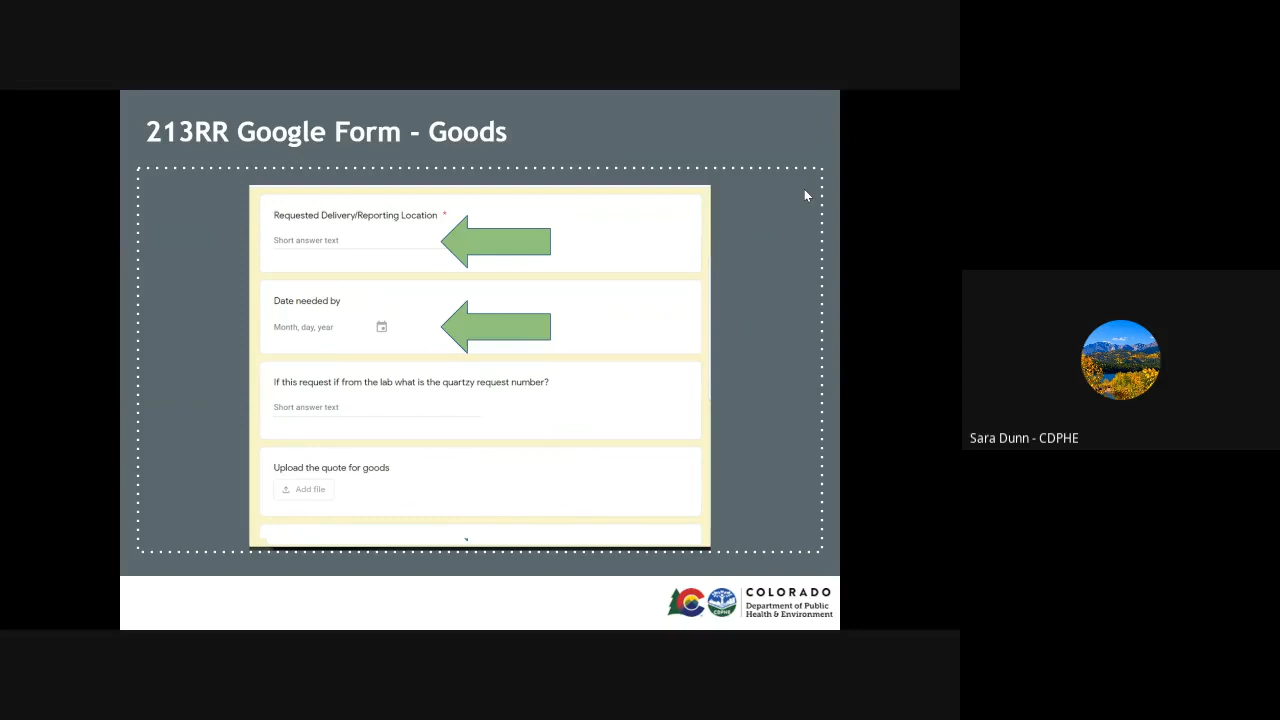 213RR Google Form - Goods
Requested Delivery/Reporting Location *
Short answer text
Date needed by
Month, day, year
If this request if from the lab what is the quartzy request number?
Short answer text
Upload the quote for goods
Add file
COLORADO
Department of Public
Health & Environment
CDPHE
Sara Dunn - CDPHE